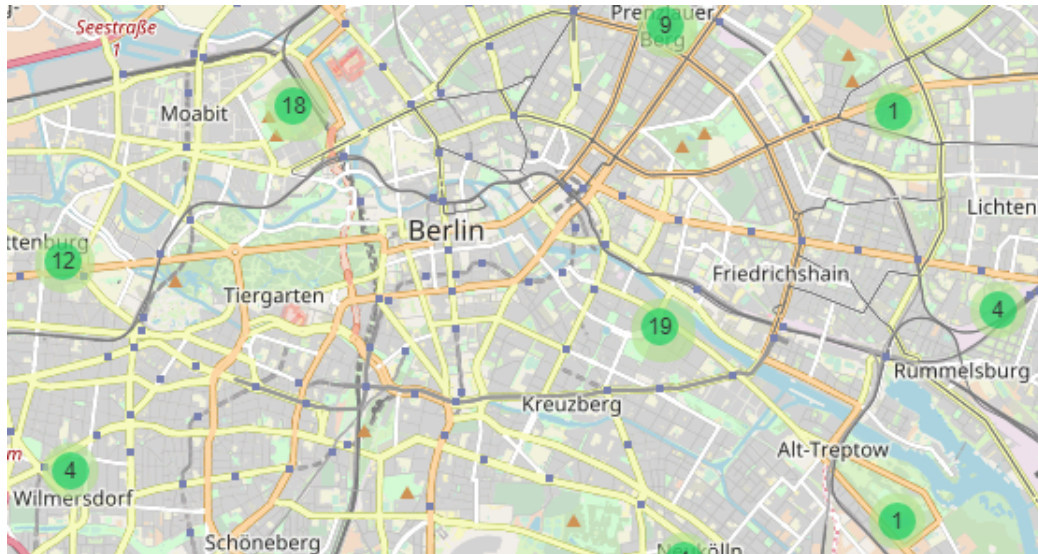 Seestraße
1
Prenzlauer
Berg
9
18
1
Moabit
Lichten
Berlin
ttenburg
12
Friedrichshain
Tiergarten
4
19
Rummelsburg
Kreuzberg
Alt-Treptow
4
Wilmersdorf
1
Schöneberg
Neukölln